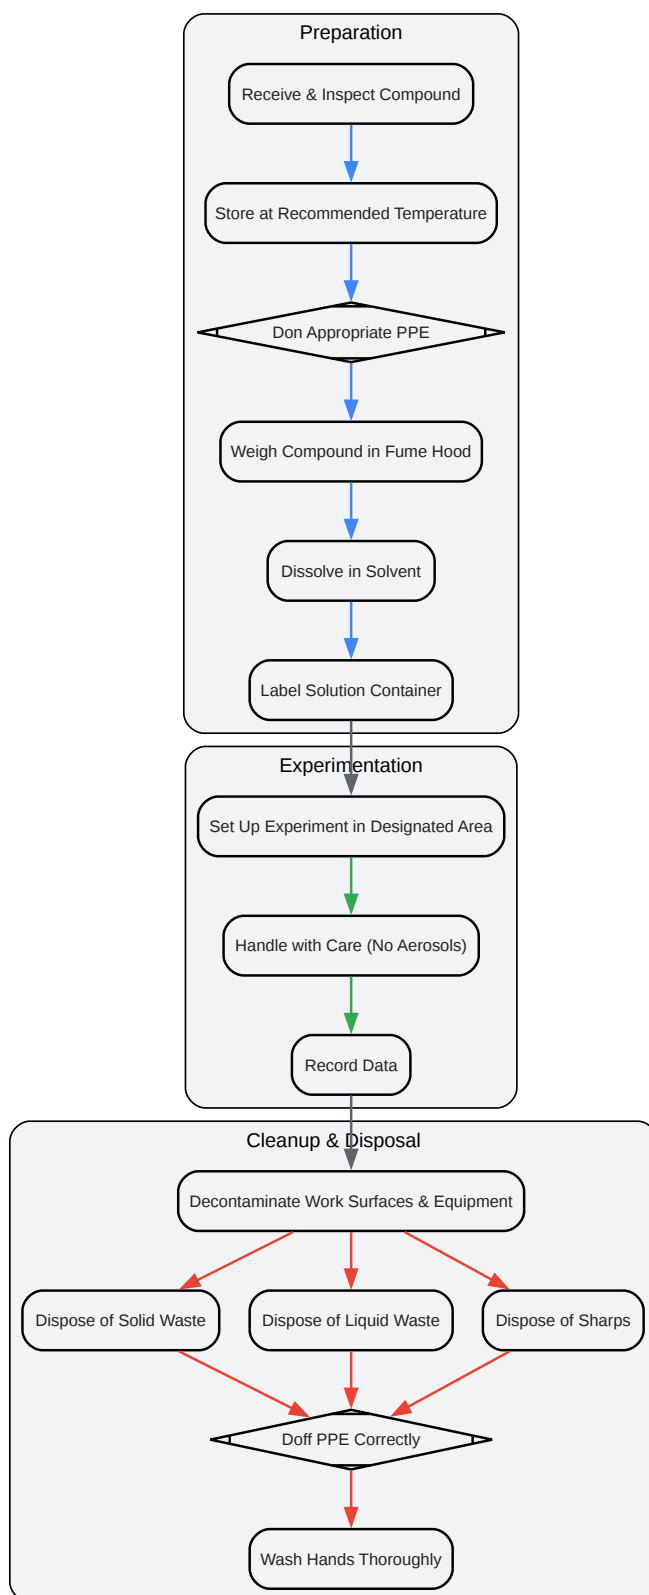 Preparation
Receive & Inspect Compound
Store at Recommended Temperature
Don Appropriate PPE
Weigh Compound in Fume Hood
Dissolve in Solvent
Label Solution Container
Experimentation
Set Up Experiment in Designated Area
Handle with Care (No Aerosols)
Record Data
Cleanup & Disposal
Decontaminate Work Surfaces & Equipment
Dispose of Solid Waste
Dispose of Liquid Waste
Dispose of Sharps
Doff PPE Correctly
Wash Hands Thoroughly